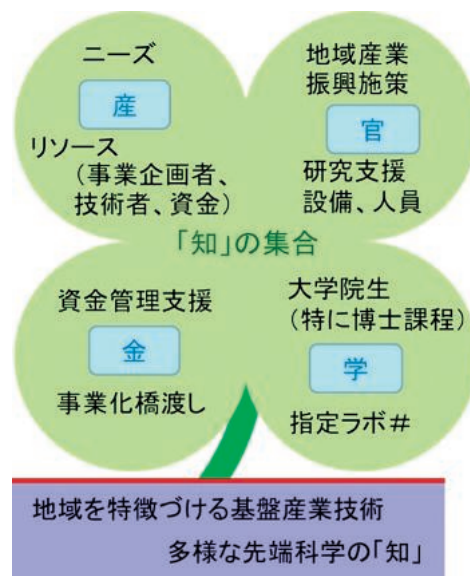 ニーズ
産
リソース
(事業企画者、
技術者、資金)
地域産業
振興施策
官
研究支援
設備、人員
「知」の集合
資金管理支援
金
事業化橋渡し
大学院生
(特に博士課程)
学
指定ラボ#
地域を特徴づける基盤産業技術
多様な先端科学の「知」